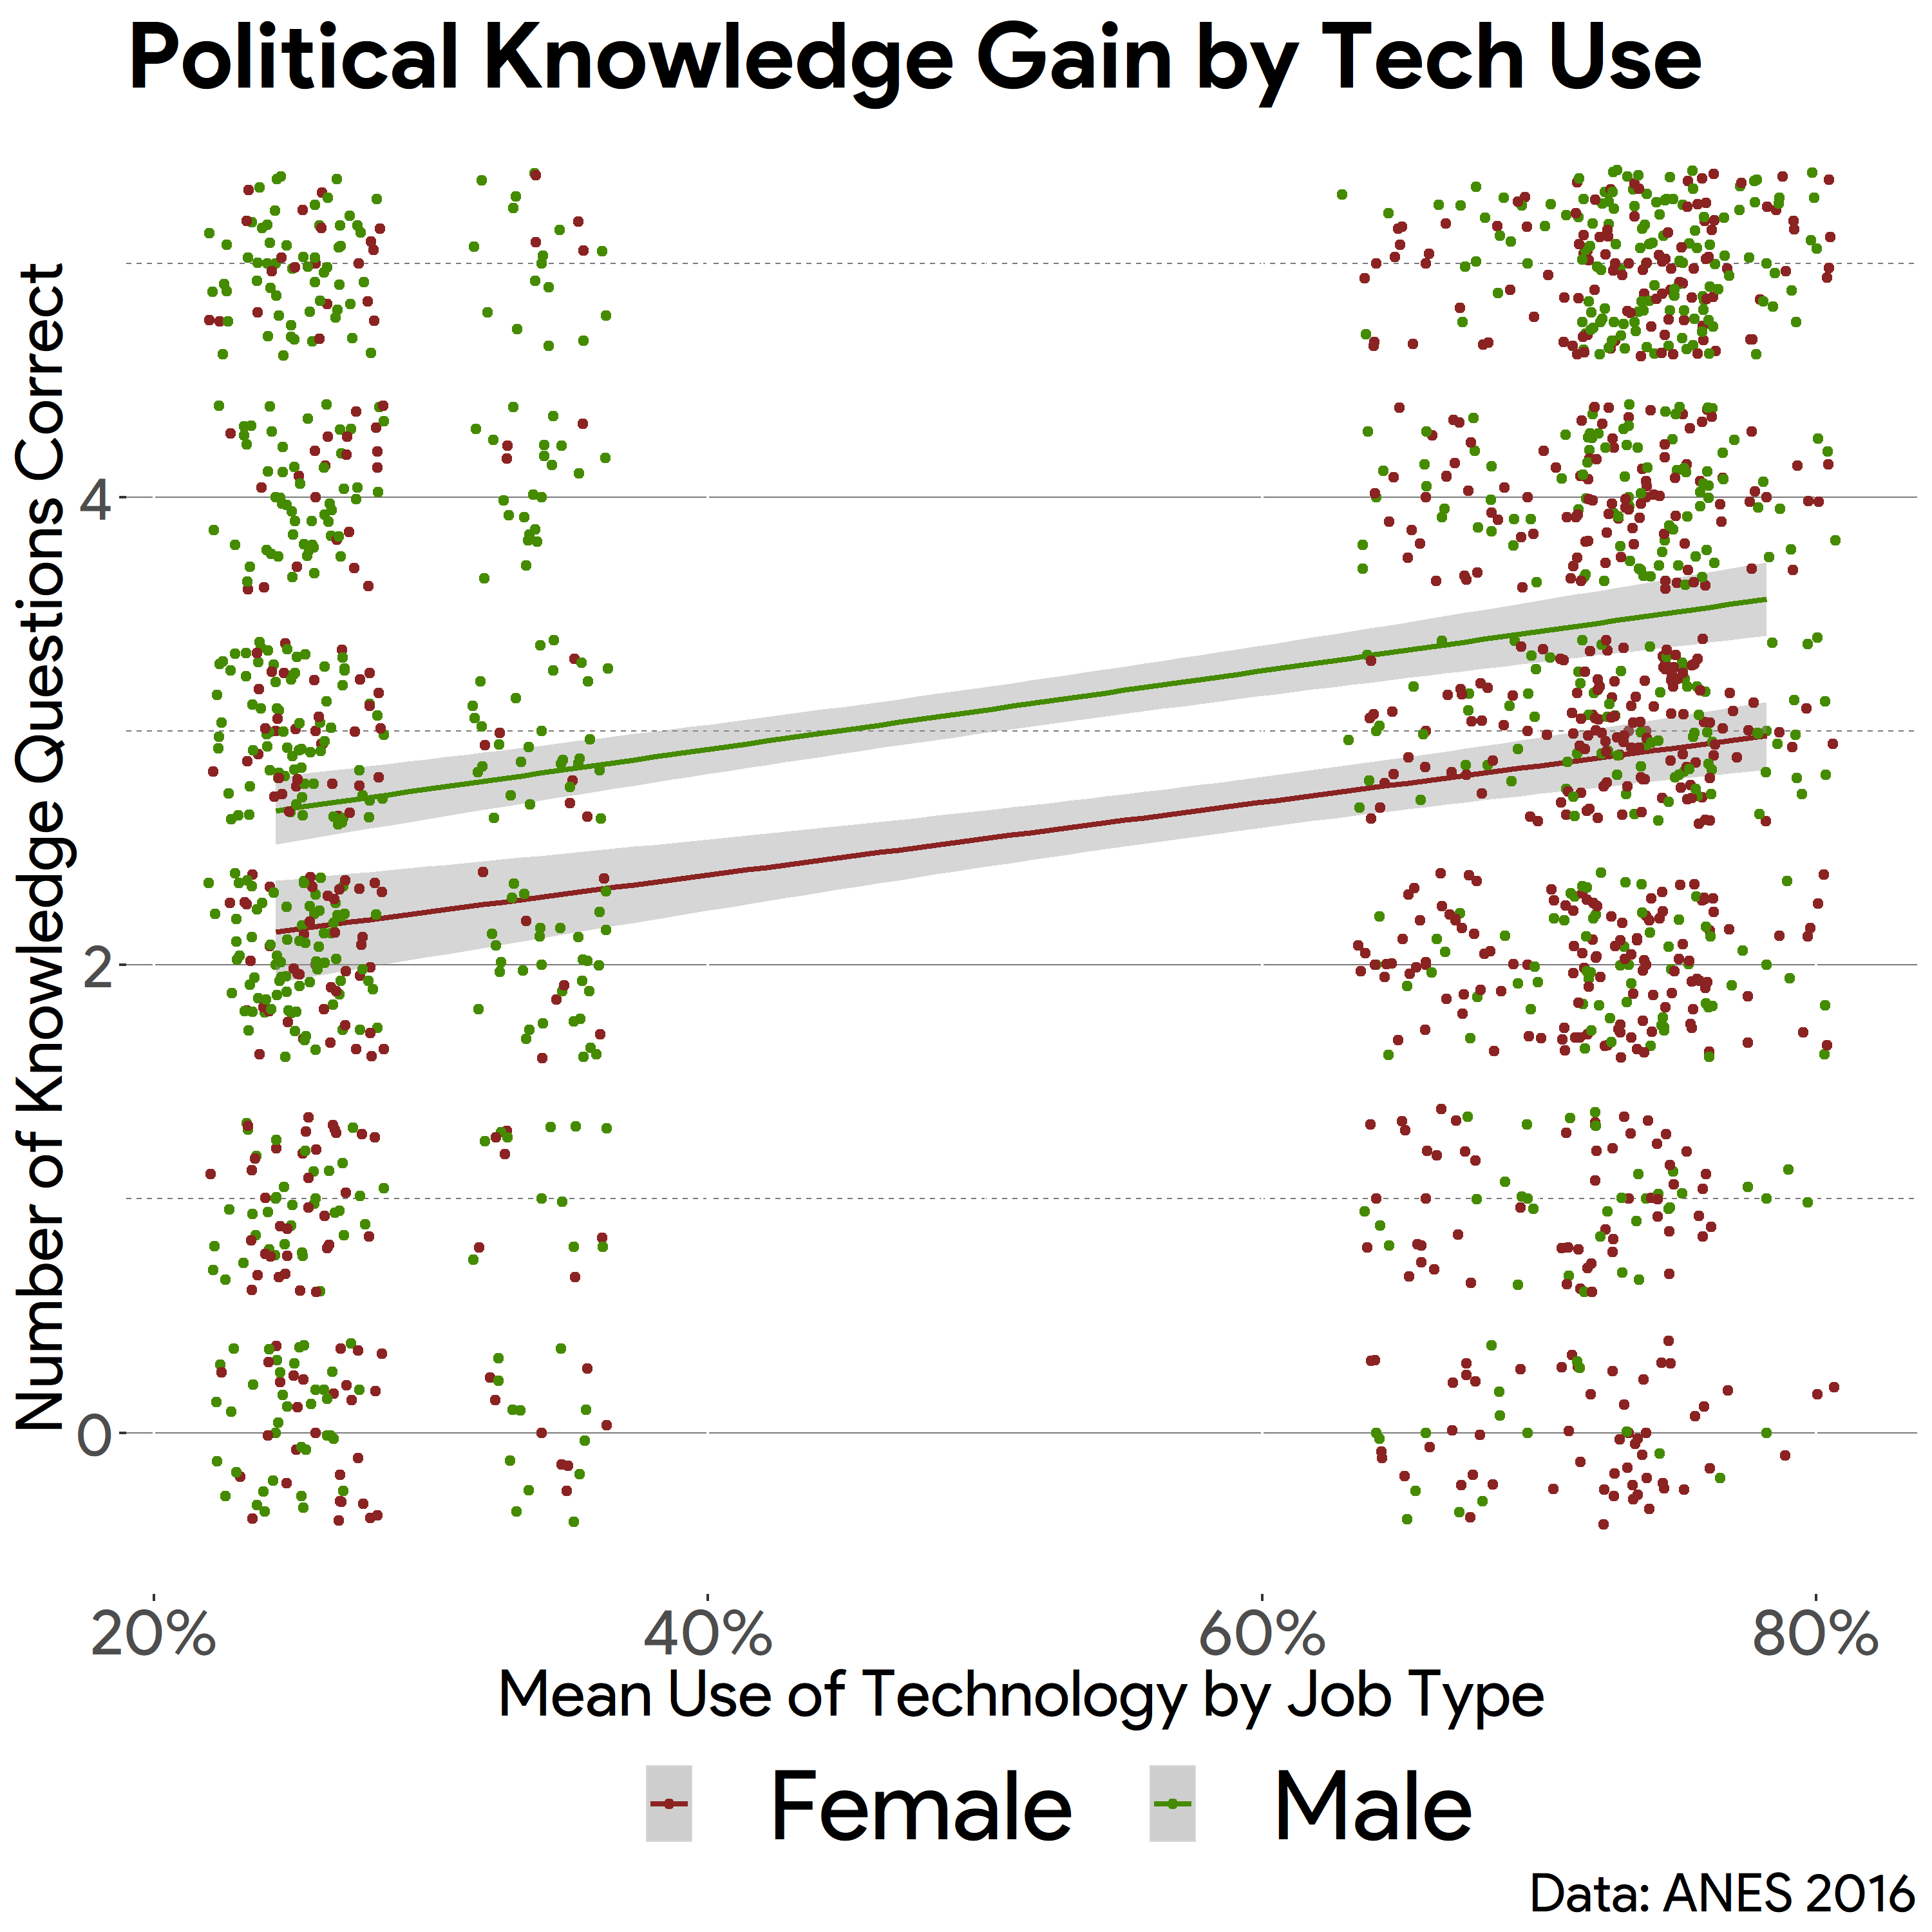 Political Knowledge Gain by Tech Use
Number of Knowledge Questions Correct
4
2
0
20% 40% 60% 80%
Mean Use of Technology by Job Type
Female Male
Data: ANES 2016